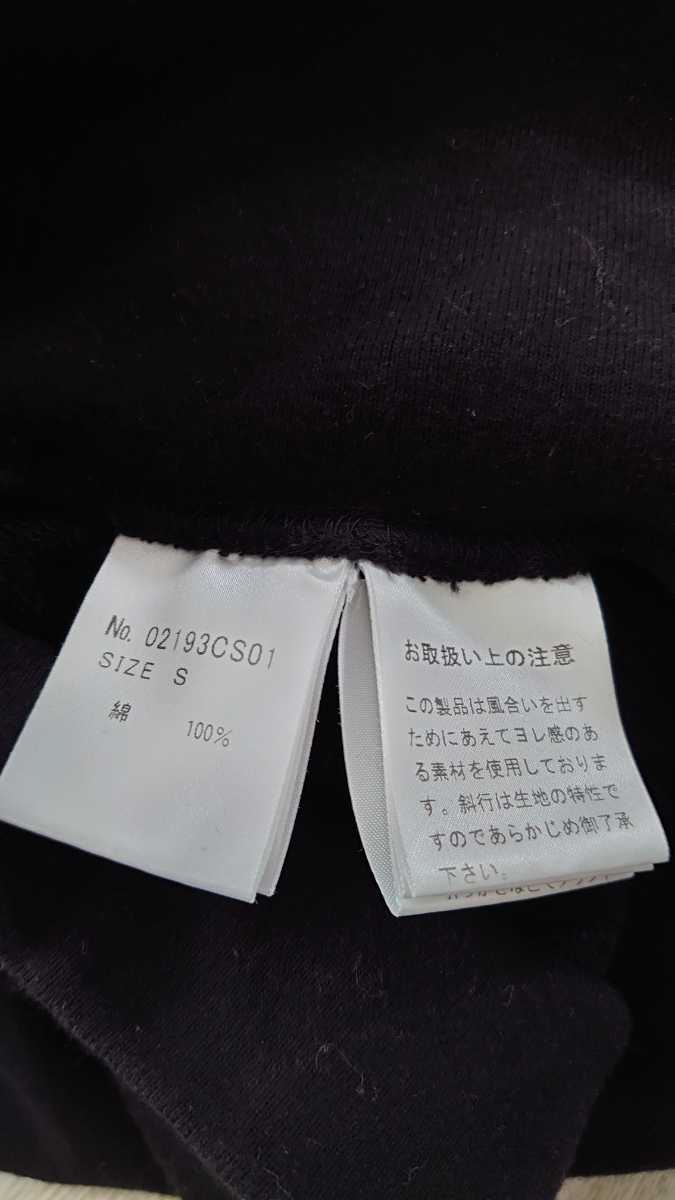 No. 02193CS01
SIZE S
綿 100%
お取扱い上の注意
この製品は風合いを出す
ためにあえてヨレ感のあ
る素材を使用しておりま
す。斜行は生地の特性で
すのであらかじめ御了承
下さい。